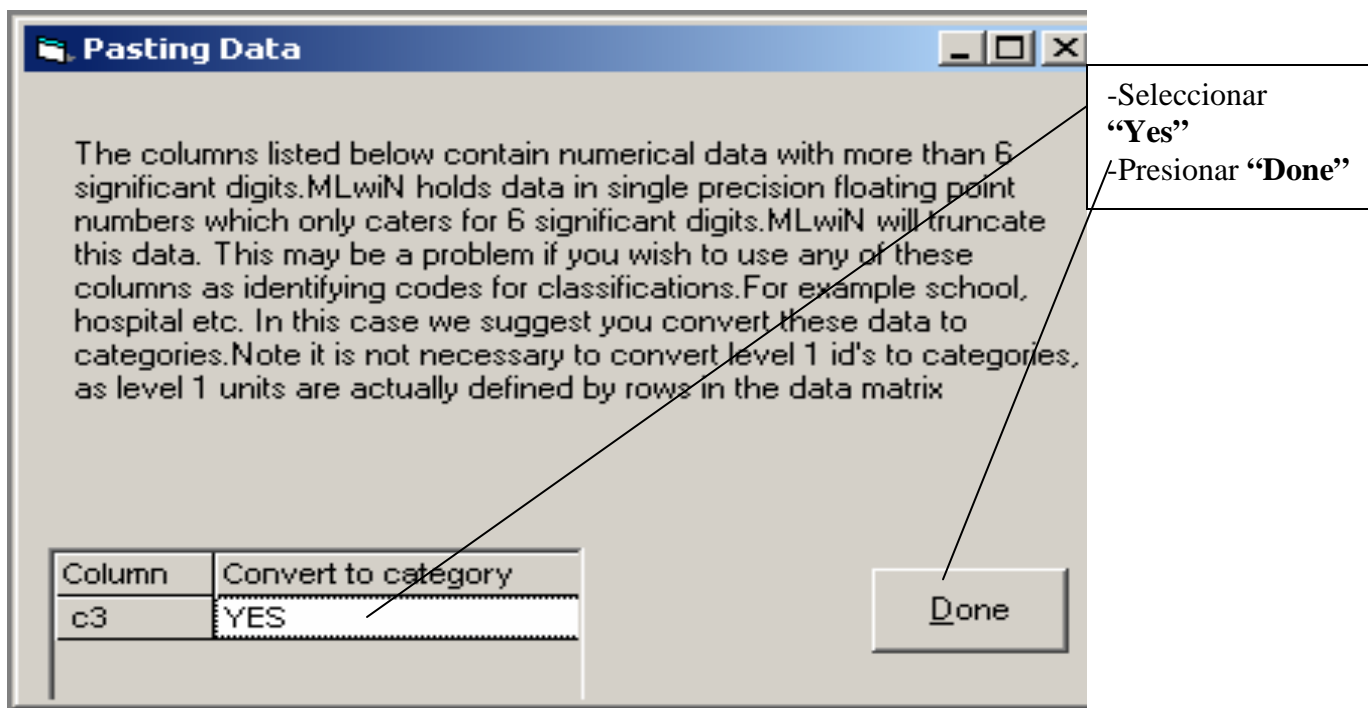 Pasting Data
-Seleccionar
“Yes”
-Presionar “Done”
The columns listed below contain numerical data with more than 6
significant digits.MLwiN holds data in single precision floating point
numbers which only caters for 6 significant digits.MLwiN will truncate
this data. This may be a problem if you wish to use any of these
columns as identifying codes for classifications.For example school,
hospital etc. In this case we suggest you convert these data to
categories.Note it is not necessary to convert level 1 id's to categories,
as level 1 units are actually defined by rows in the data matrix
Column Convert to category
c3 YES
Done